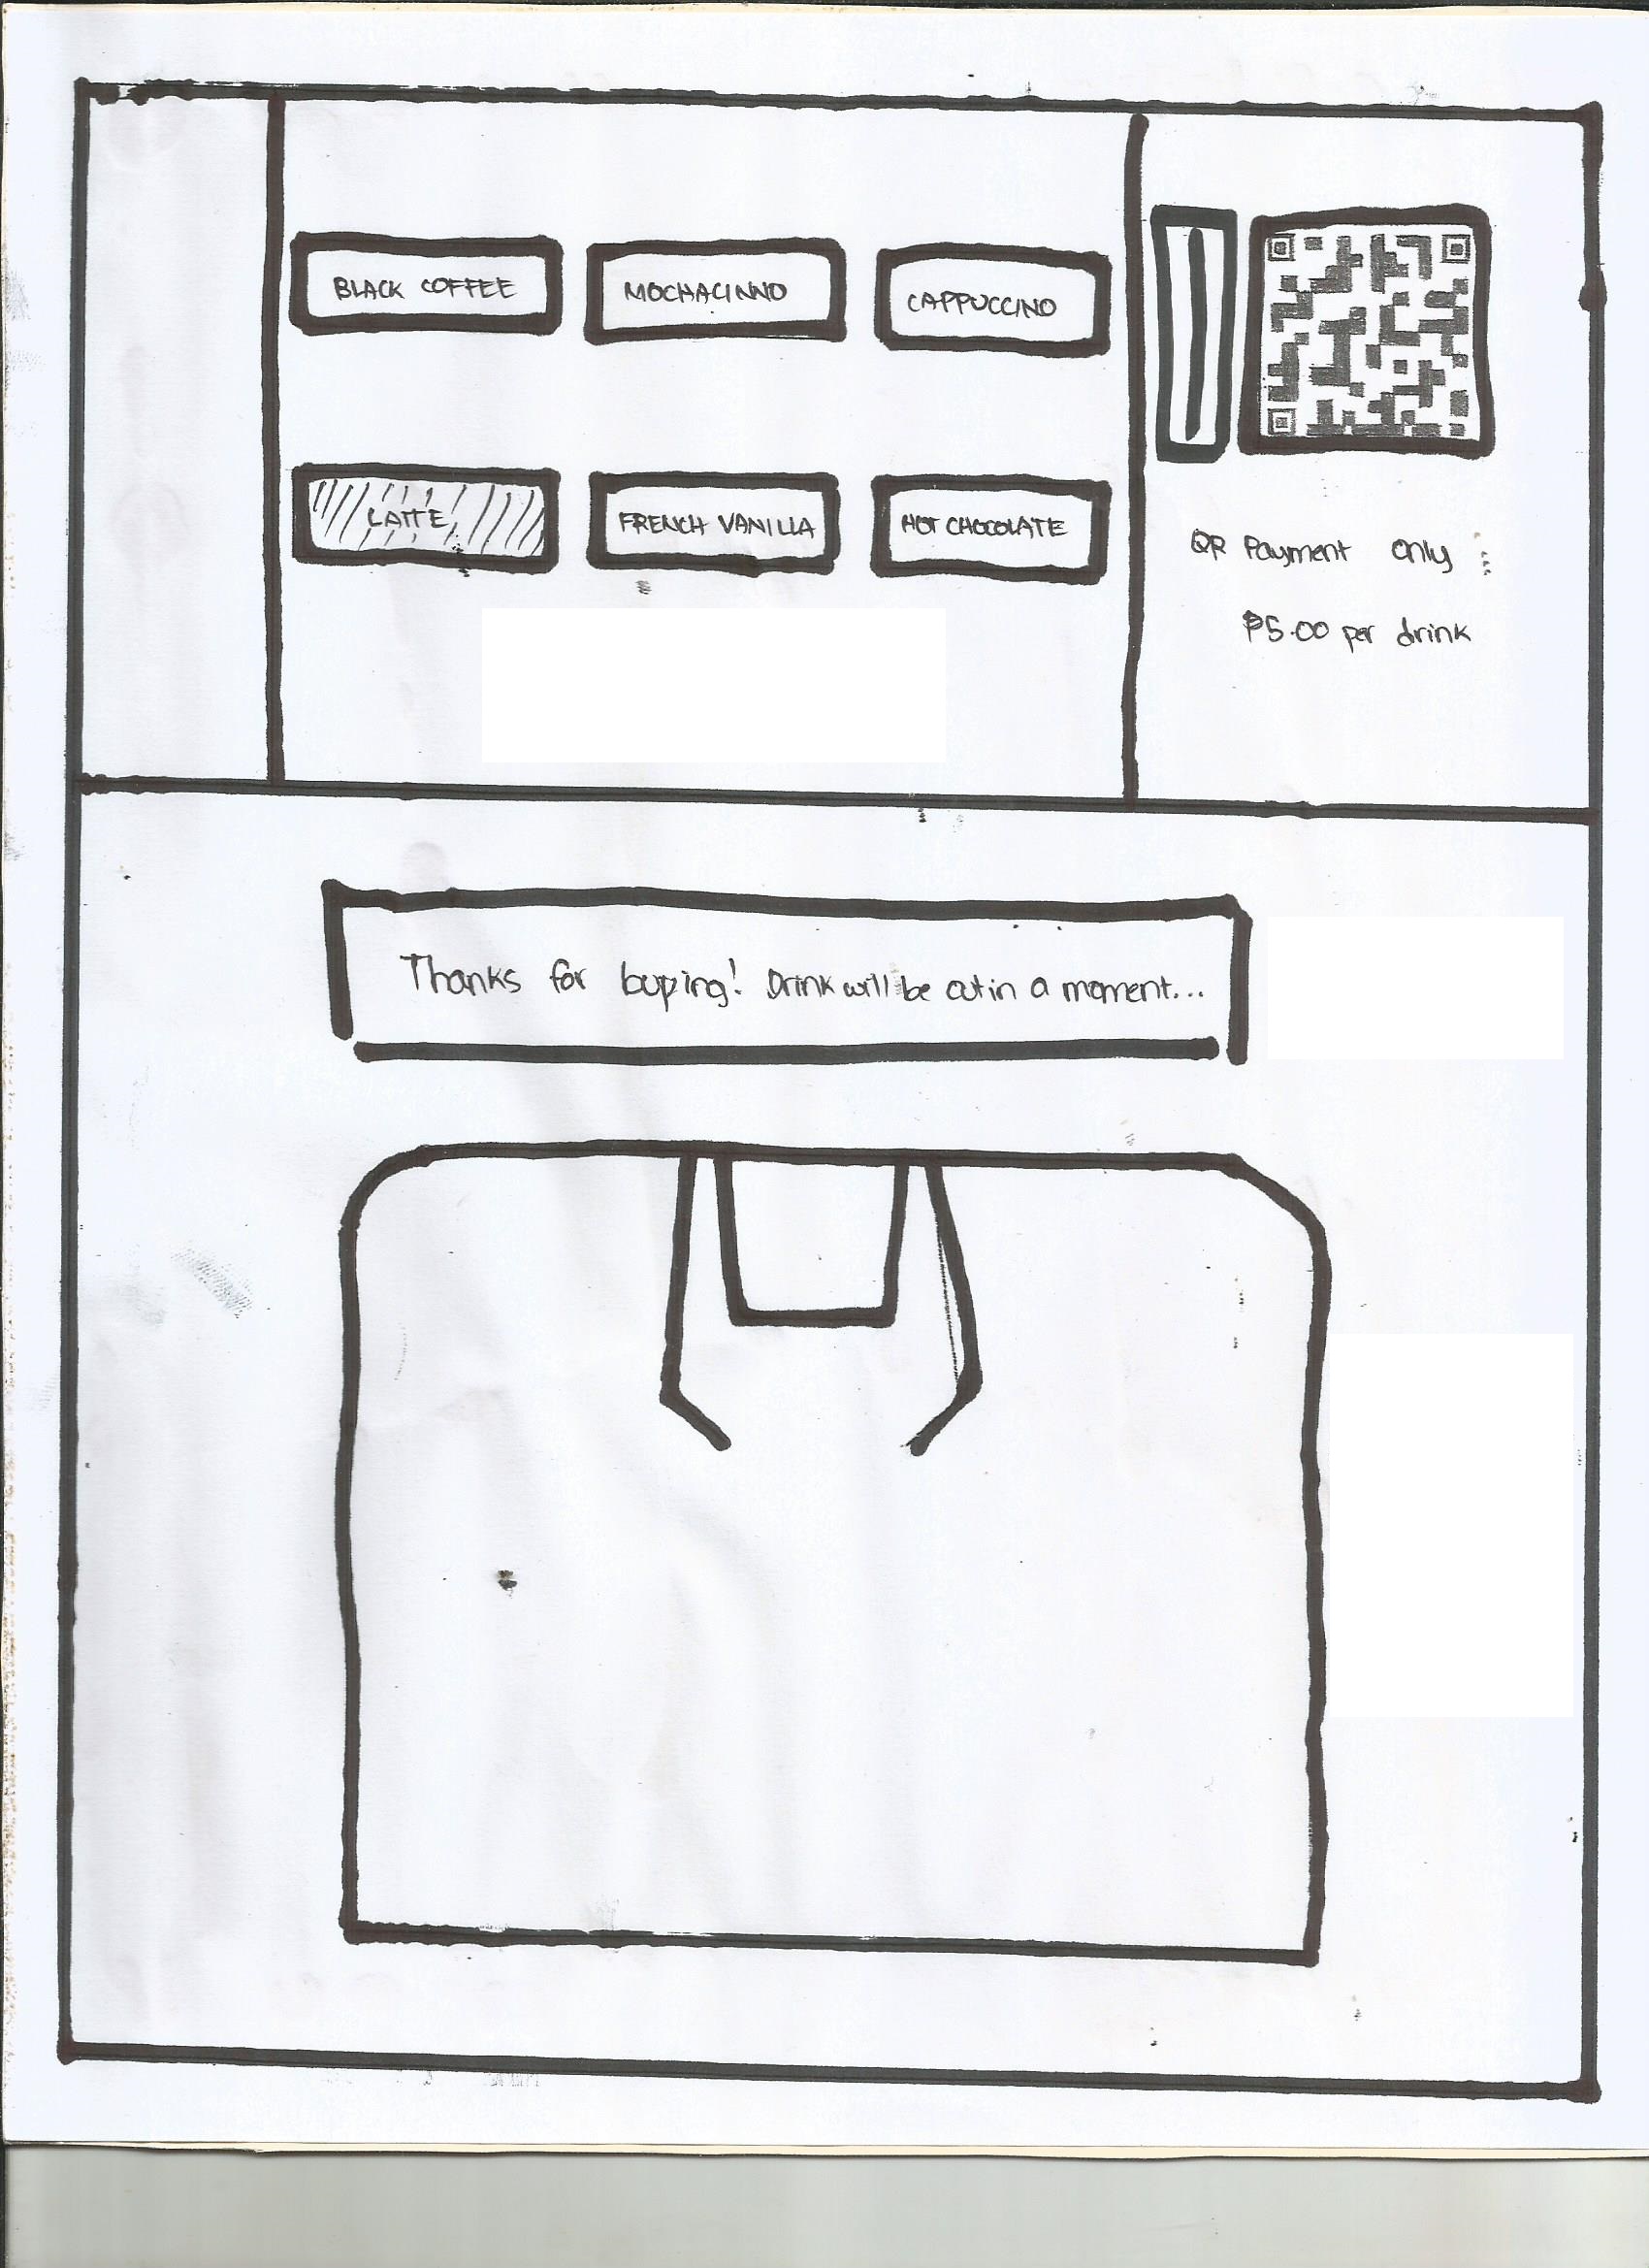 BLACK COFFEE
MOCHACINNO
CAPPUCCINO
LATTE
FRENCH VANILLA
HOT CHOCOLATE
QR Payment only
₱5.00 per drink
Thanks for buying! Drink will be out in a moment...